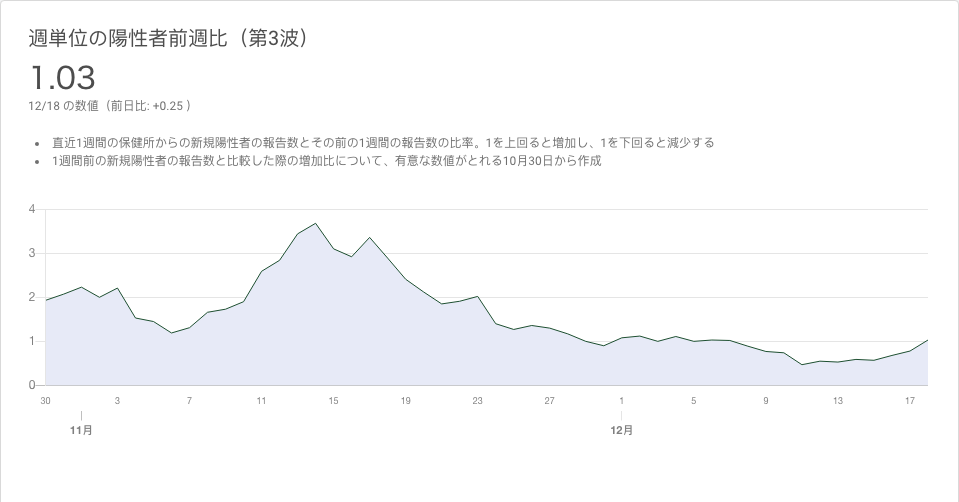 週単位の陽性者前週比（第3波）
1.03
12/18 の数値（前日比: +0.25 ）
• 直近1週間の保健所からの新規陽性者の報告数とその前の1週間の報告数の比率。1を上回ると増加し、1を下回ると減少する
• 1週間前の新規陽性者の報告数と比較した際の増加比について、有意な数値がとれる10月30日から作成
4
3
2
1
0
30 3 7 11 15 19 23 27 1 5 9 13 17
11月 12月